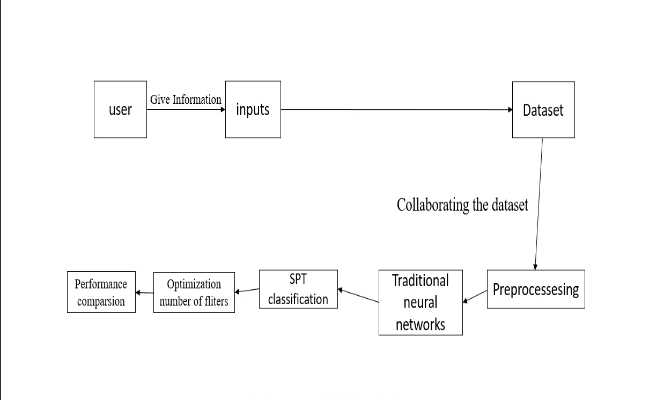 user
Give Information
inputs
Dataset
Collaborating the dataset
Preprocessesing
Traditional
neural
networks
SPT
classification
Optimization
number of fliters
Performance
comparsion